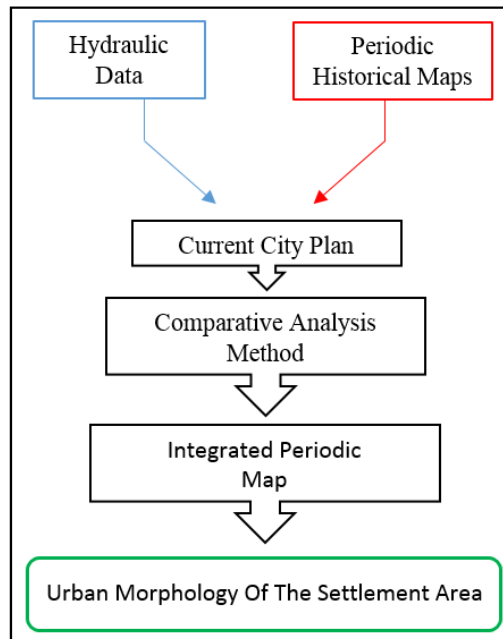 Hydraulic
Data
Periodic
Historical Maps
Current City Plan
Comparative Analysis
Method
Integrated Periodic
Map
Urban Morphology Of The Settlement Area